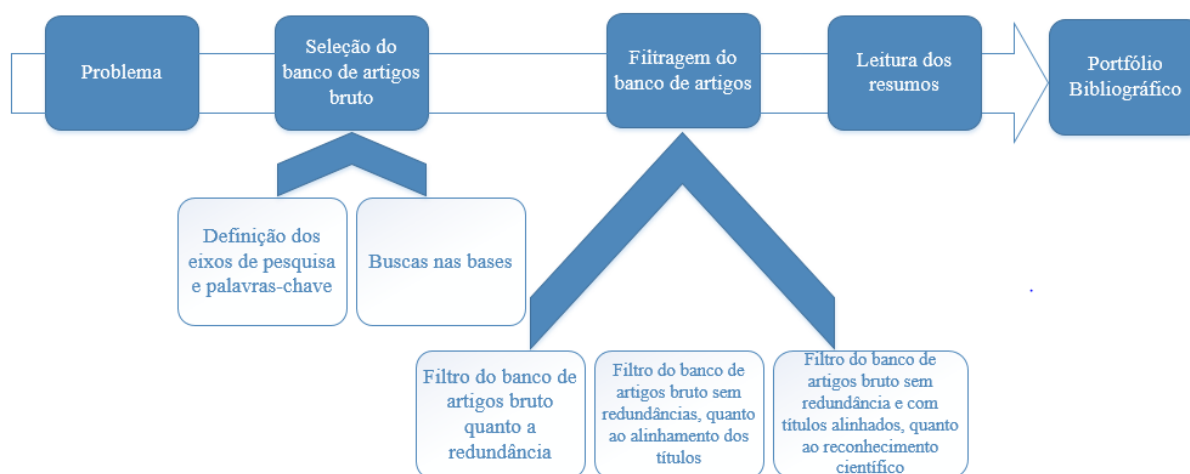 Problema
Seleção do
banco de artigos
bruto
Filtragem do
banco de artigos
Leitura dos
resumos
Portfólio
Bibliográfico
Definição dos
eixos de pesquisa
e palavras-chave
Buscas nas bases
Filtro do banco de
artigos bruto
quanto a
redundância
Filtro do banco de
artigos bruto sem
redundâncias, quanto
ao alinhamento dos
títulos
Filtro do banco de
artigos bruto sem
redundância e com
títulos alinhados, quanto
ao reconhecimento
científico